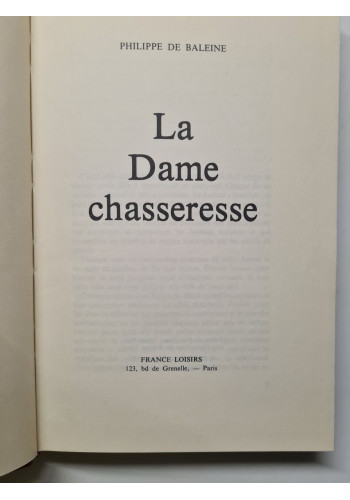 PHILIPPE DE BALEINE
La
Dame
chasseresse
FRANCE LOISIRS
123, bd de Grenelle, — Paris